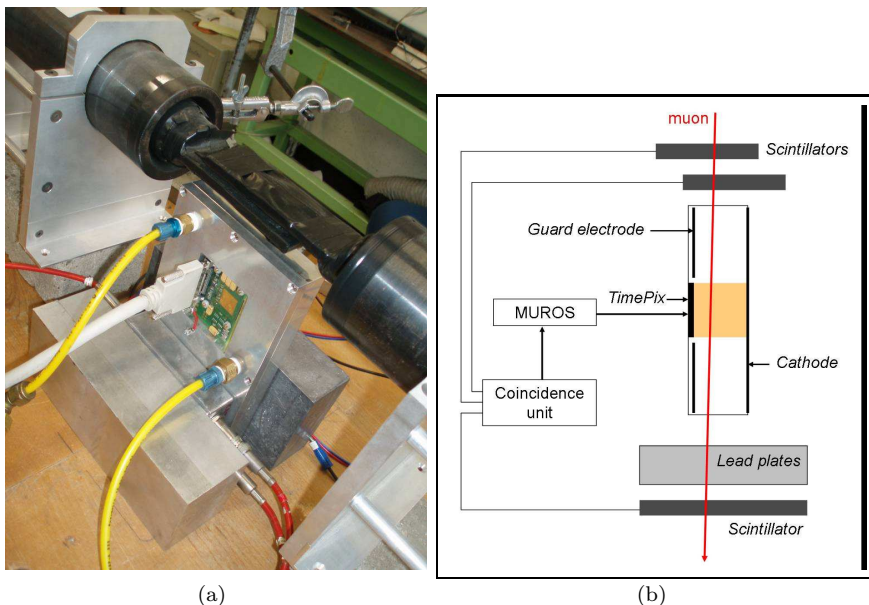 muon
Scintillators
Guard electrode
TimePix
MUROS
Cathode
Coincidence
unit
Lead plates
Scintillator
(a)
(b)